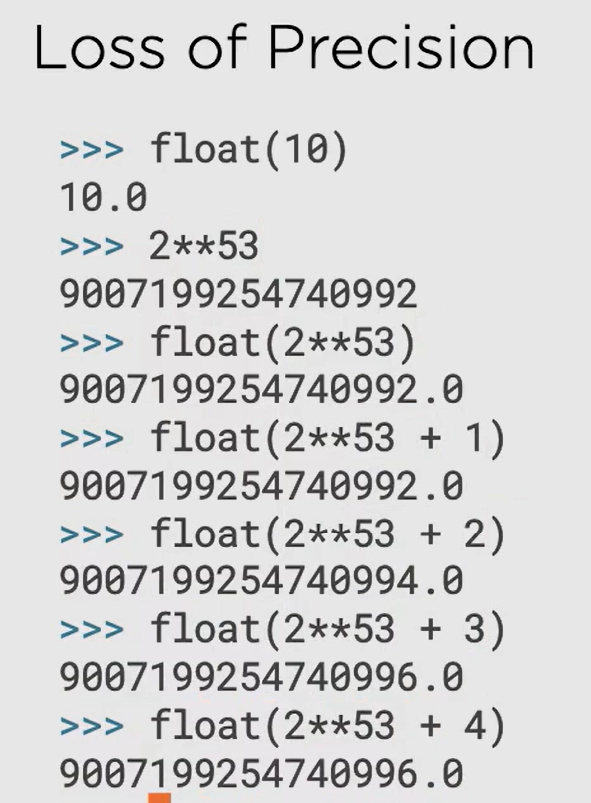 Loss of Precision
>>> float(10)
10.0
>>> 2**53
9007199254740992
>>> float(2**53)
9007199254740992.0
>>> float(2**53 + 1)
9007199254740992.0
>>> float(2**53 + 2)
9007199254740994.0
>>> float(2**53 + 3)
9007199254740996.0
>>> float(2**53 + 4)
9007199254740996.0